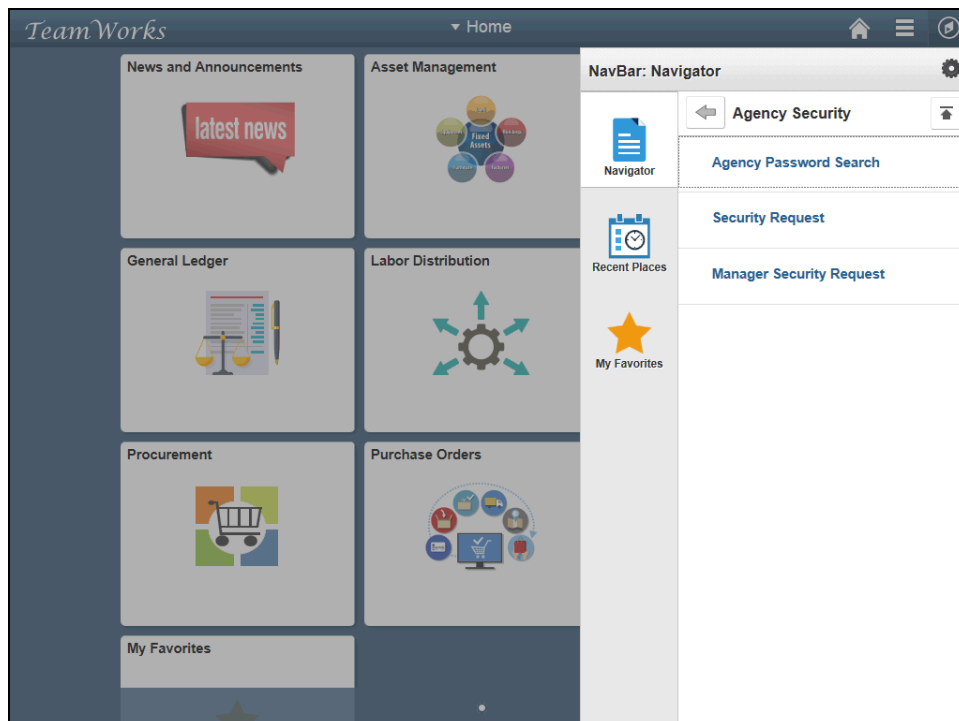 TeamWorks
Home
News and Announcements
latest news
Asset Management
Fixed
Assets
General Ledger
Labor Distribution
Procurement
Purchase Orders
My Favorites
NavBar: Navigator
Navigator
Recent Places
My Favorites
Agency Security
Agency Password Search
Security Request
Manager Security Request